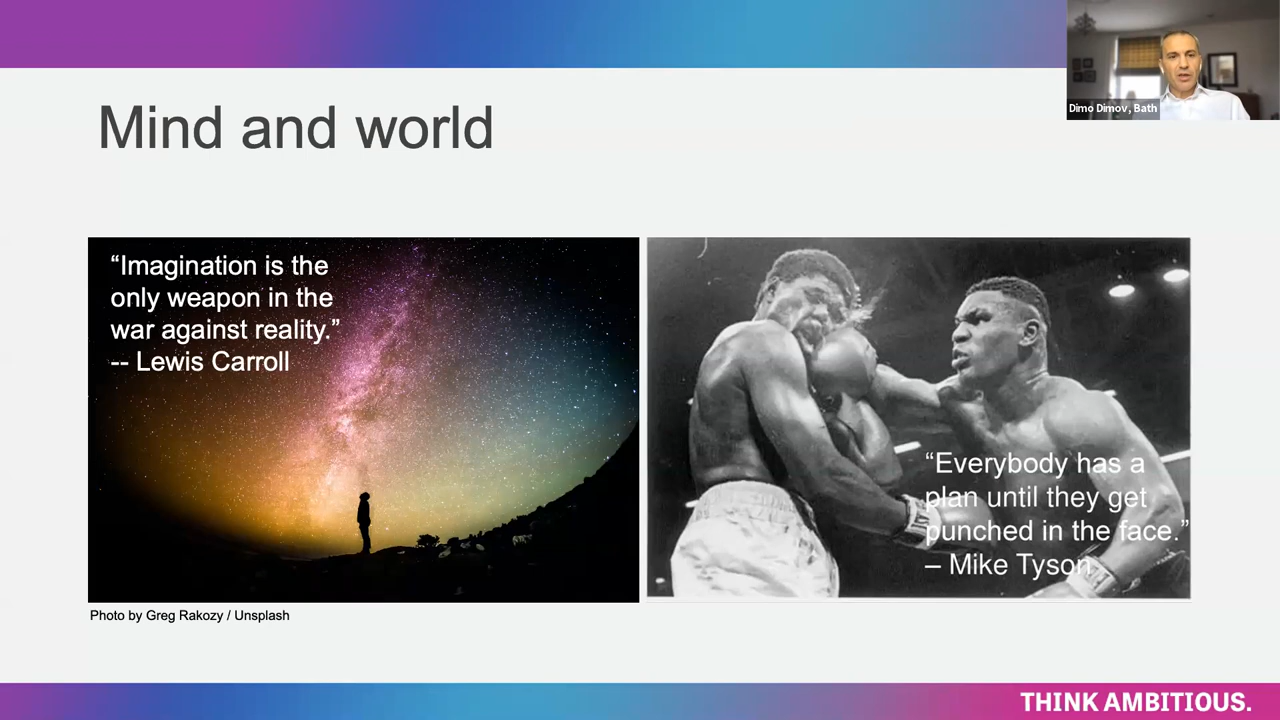 Dimo Dimov, Bath
Mind and world
“Imagination is the
only weapon in the
war against reality.”
-- Lewis Carroll
“Everybody has a
plan until they get
punched in the face.”
– Mike Tyson
Photo by Greg Rakozy / Unsplash
THINK AMBITIOUS.